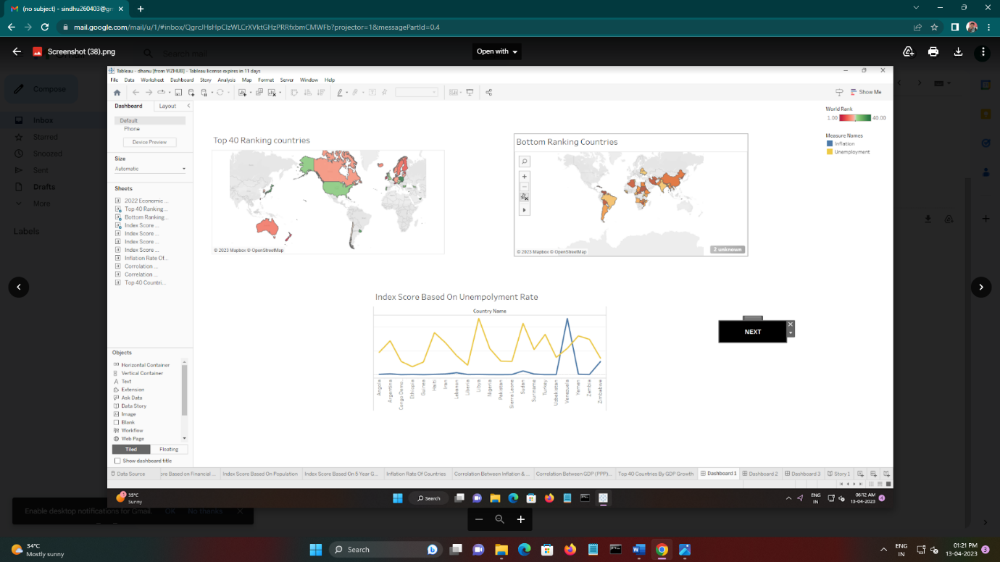 (no subject) - sindhu260403@gm
mail.google.com/mail/u/1/#inbox/QgrcJHsHpClzWLCrXVktGHzPRRfxbmCMWFb?projector=1&messagePartId=0.4
Screenshot (38).png
Search mail
Open with
Compose
Inbox
Starred
Snoozed
Sent
Drafts
More
Labels
Tableau - dhanu [from VIZHUB] - Tableau license expires in 11 days
File Data Worksheet Dashboard Story Analysis Map Format Server Window Help
Show Me
Dashboard
Layout
Default
Phone
Device Preview
Size
Automatic
Sheets
2022 Economic ...
Top 40 Ranking...
Bottom Ranking...
Index Score ...
Index Score ...
Index Score ...
Index Score ...
Inflation Rate Of...
Corrolation ...
Correlation ...
Top 40 Countri...
Objects
Horizontal Container
Vertical Container
Text
Extension
Ask Data
Data Story
Image
Blank
Workflow
Web Page
Tiled
Floating
Show dashboard title
Top 40 Ranking countries
© 2023 Mapbox © OpenStreetMap
Bottom Ranking Countries
© 2023 Mapbox © OpenStreetMap
2 unknown
World Rank
1.00
40.00
Measure Names
Inflation
Unemployment
Index Score Based On Unempolyment Rate
Country Name
Angola
Argentina
Congo Demo..
Ethiopia
Guinea
Haiti
Iran
Lebanon
Liberia
Libya
Nigeria
Pakistan
Sierra Leone
Sudan
Suriname
Turkey
Uzbekistan
Venezuela
Yemen
Zambia
Zimbabwe
NEXT
Data Source
ore Based on Financial ...
Index Score Based On Population
Index Score Based On 5 Year G...
Inflation Rate Of Countries
Corrolation Between Inflation & ...
Correlation Between GDP (PPP)...
Top 40 Countries By GDP Growth
Dashboard 1
Dashboard 2
Dashboard 3
Story 1
35°C
Sunny
Search
ENG
IN
06:12 AM
13-04-2023
4
Enable desktop notifications for Gmail. OK No thanks
34°C
Mostly sunny
Search
ENG
IN
01:21 PM
13-04-2023
3